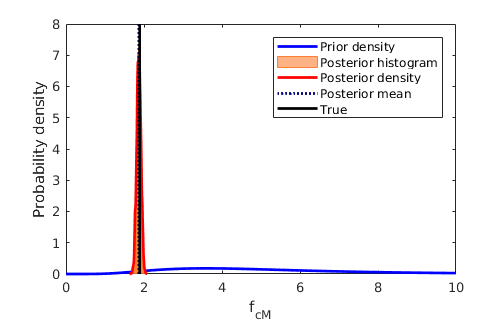 8
7
6
5
4
3
2
1
0
Probability density
Prior density
Posterior histogram
Posterior density
Posterior mean
True
0 2 4 6 8 10
f_cM